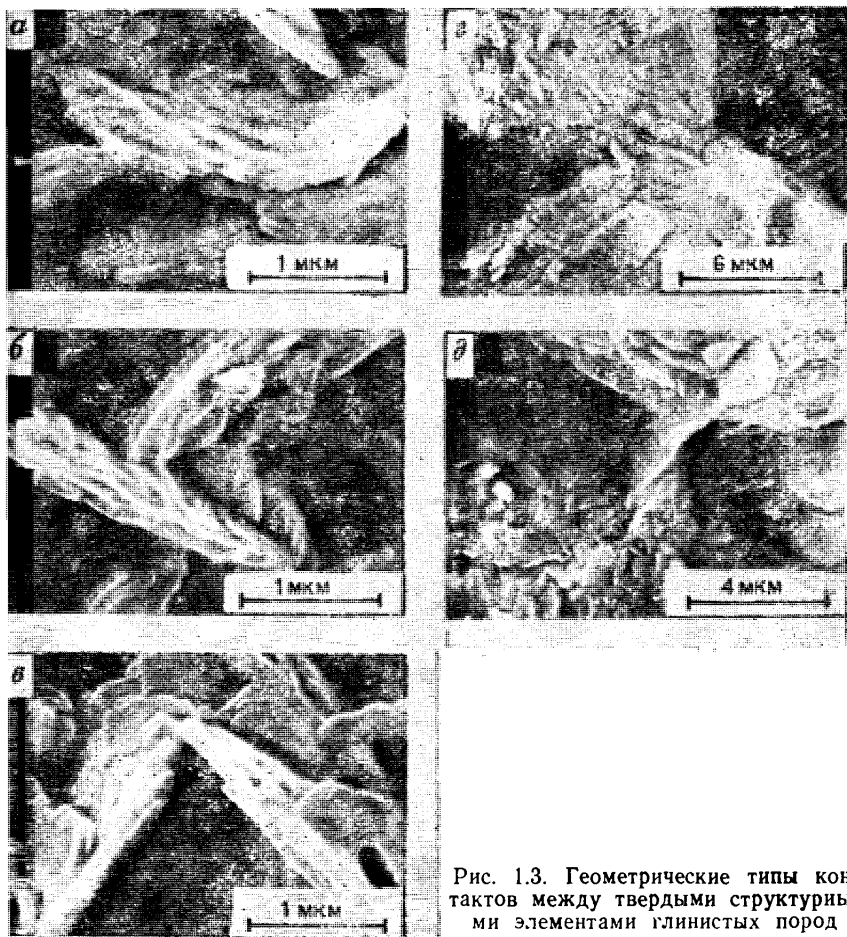 а
1 мкм
г
6 мкм
б
1 мкм
д
4 мкм
в
1 мкм
Рис. 1.3. Геометрические типы кон-
тактов между твердыми структурны-
ми элементами глинистых пород